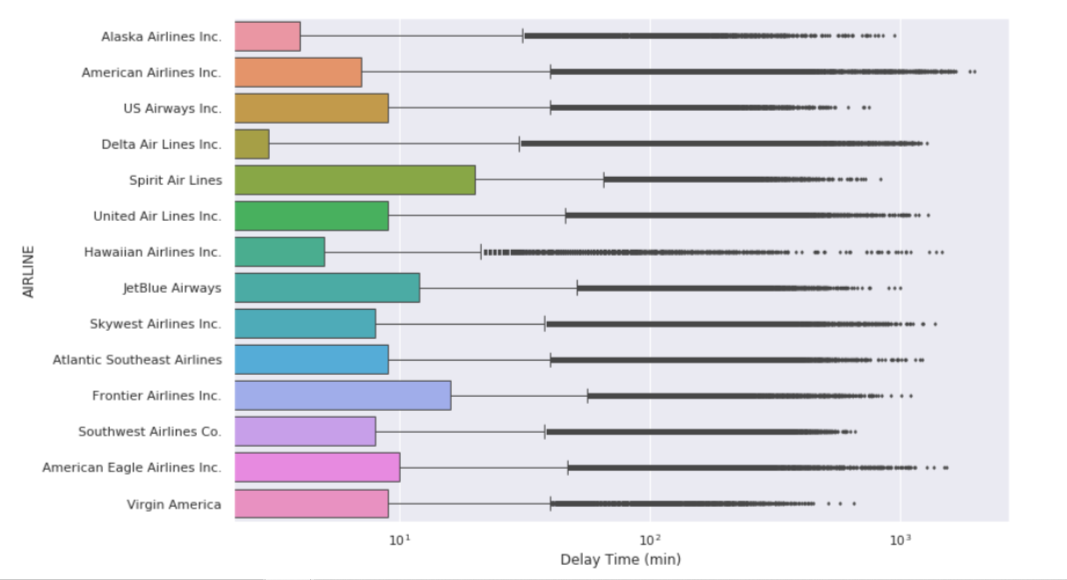 Alaska Airlines Inc.
American Airlines Inc.
US Airways Inc.
Delta Air Lines Inc.
Spirit Air Lines
United Air Lines Inc.
Hawaiian Airlines Inc.
JetBlue Airways
Skywest Airlines Inc.
Atlantic Southeast Airlines
Frontier Airlines Inc.
Southwest Airlines Co.
American Eagle Airlines Inc.
Virgin America
AIRLINE
10¹ 10² 10³
Delay Time (min)